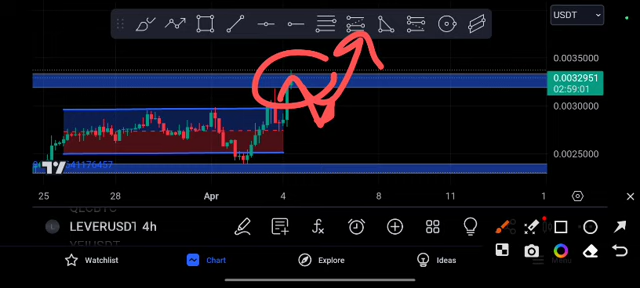 USDT
0.0035000
0.0032951
02:59:01
0.0030000
0.0025000
25
28
Apr
4
8
11
1
LEVERUSDT 4h
Watchlist
Chart
Explore
Ideas